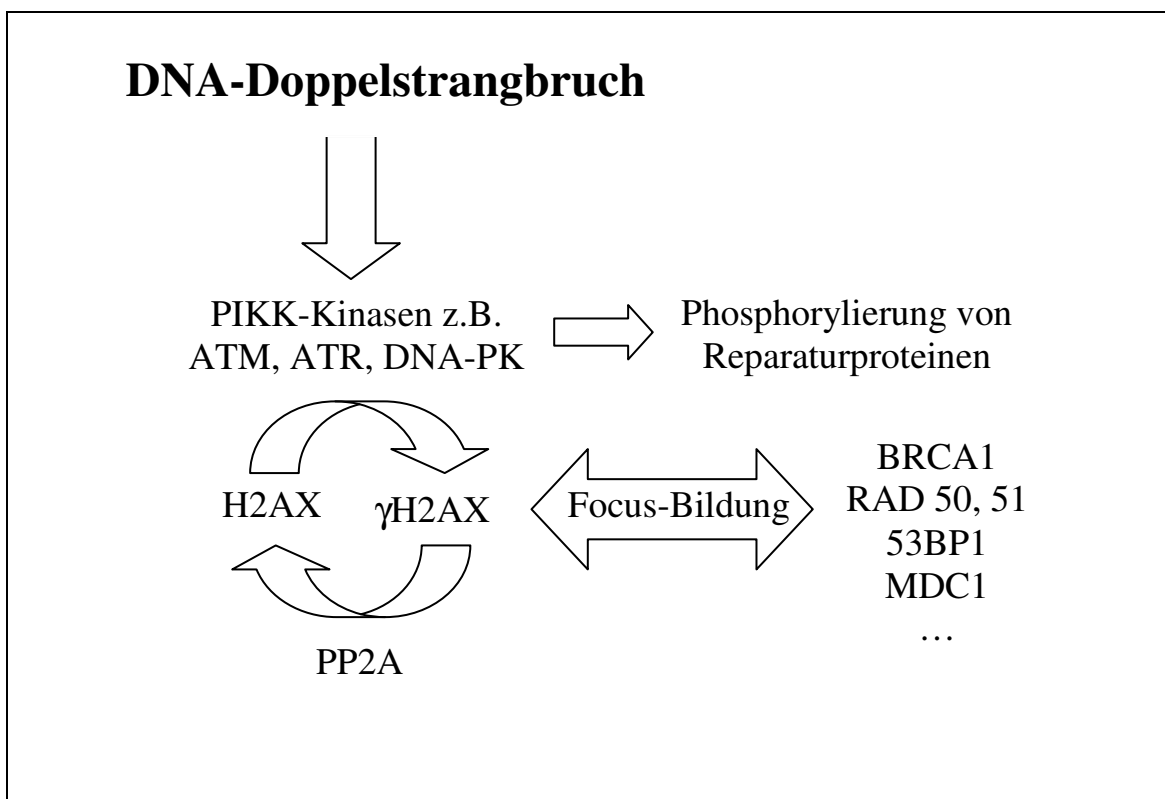 DNA-Doppelstrangbruch
PIKK-Kinasen z.B.
ATM, ATR, DNA-PK
Phosphorylierung von
Reparaturproteinen
H2AX
γH2AX
Focus-Bildung
BRCA1
RAD 50, 51
53BP1
MDC1
…
PP2A